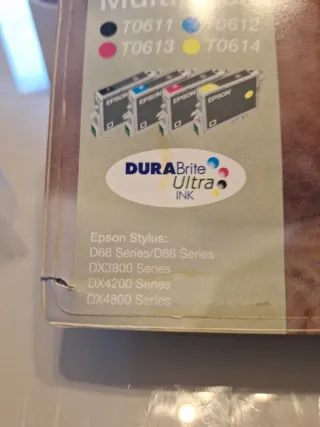 T0611 T0612
T0613 T0614
EPSON EPSON EPSON EPSON
DURABrite
Ultra
INK
Epson Stylus:
D68 Series/D88 Series
DX3800 Series
DX4200 Series
DX4800 Series